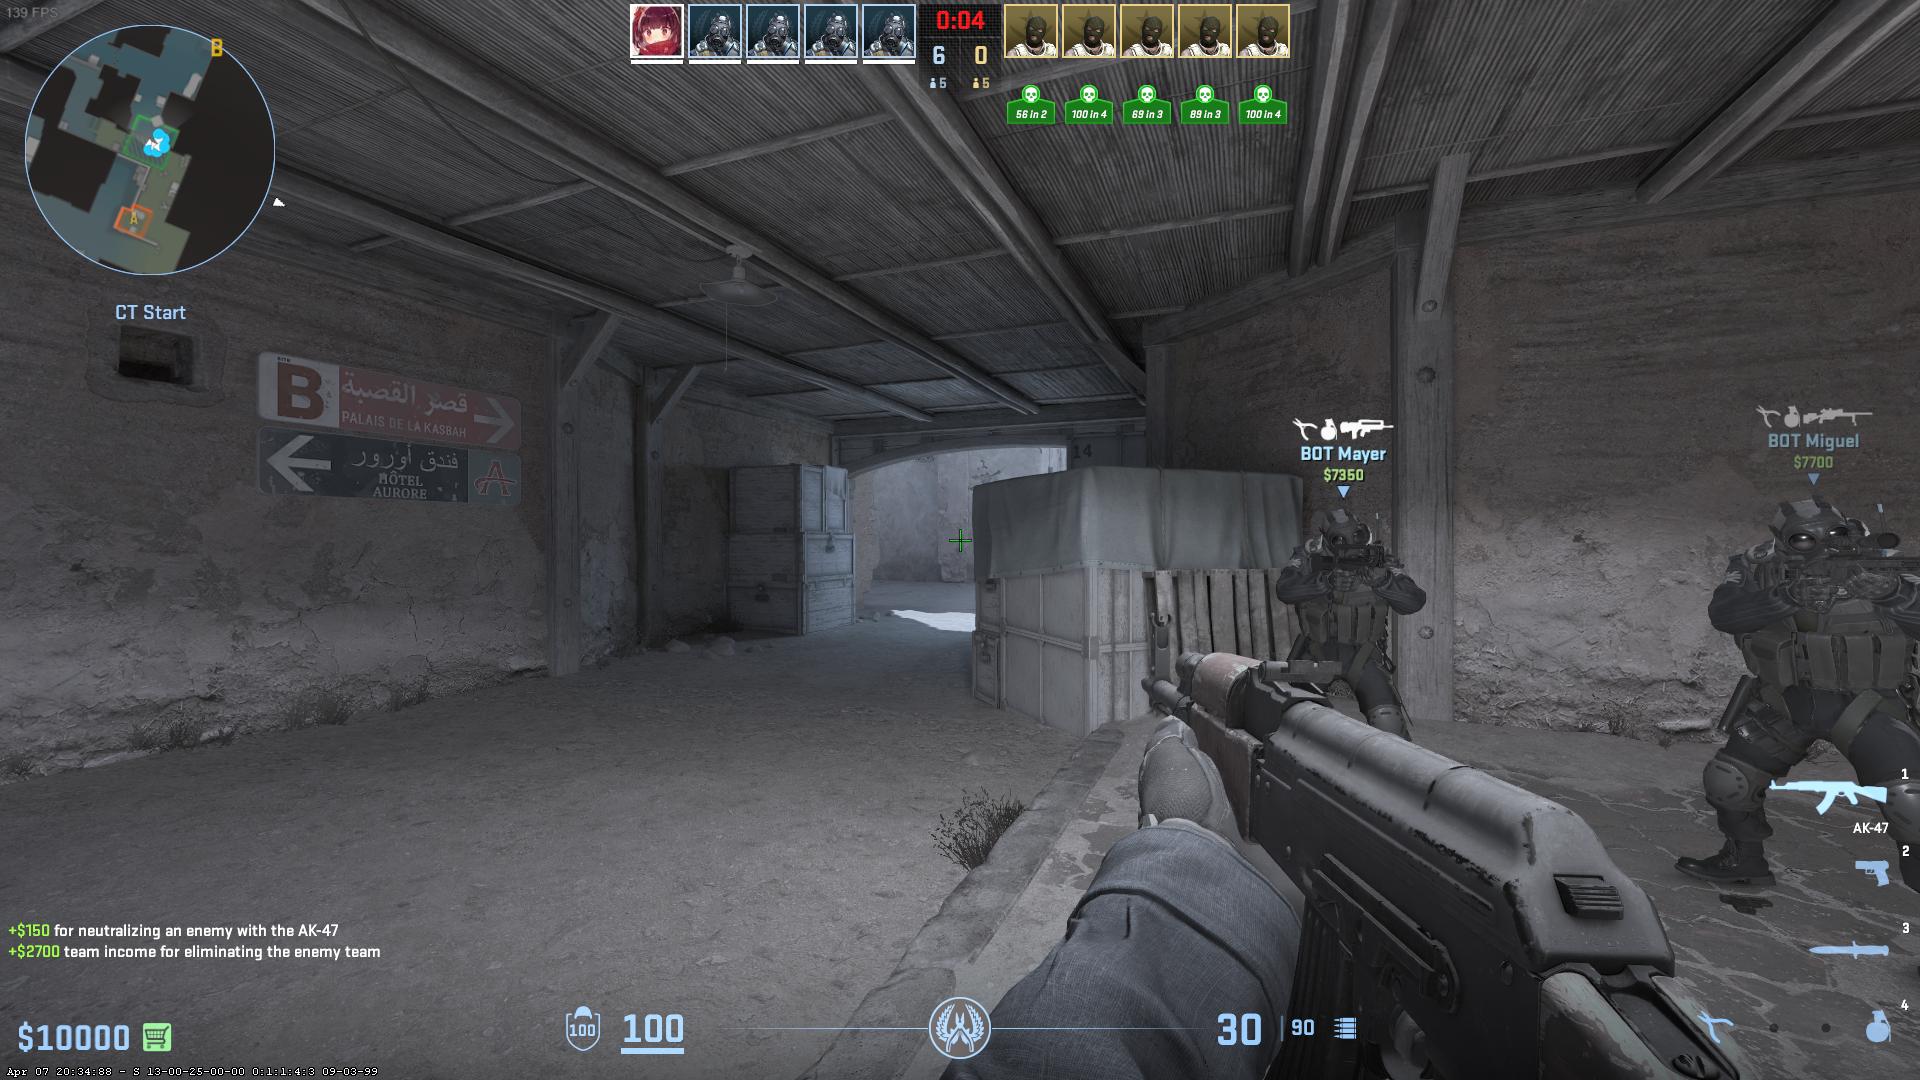 139 FPS
0:04
6 0
5 5
56 in 2
100 in 4
69 in 3
89 in 3
100 in 4
B
A
CT Start
B
قصر القصبة
PALAIS DE LA KASBAH
فندق أورور
HÔTEL
AURORE
A
14
BOT Mayer
$7350
BOT Miguel
$7700
1
AK-47
2
3
4
+$150 for neutralizing an enemy with the AK-47
+$2700 team income for eliminating the enemy team
$10000
100
100
30
90
Apr 07 20:34:88 - S 13-00-25-00-00 0:1:1:4:3 09-03-99